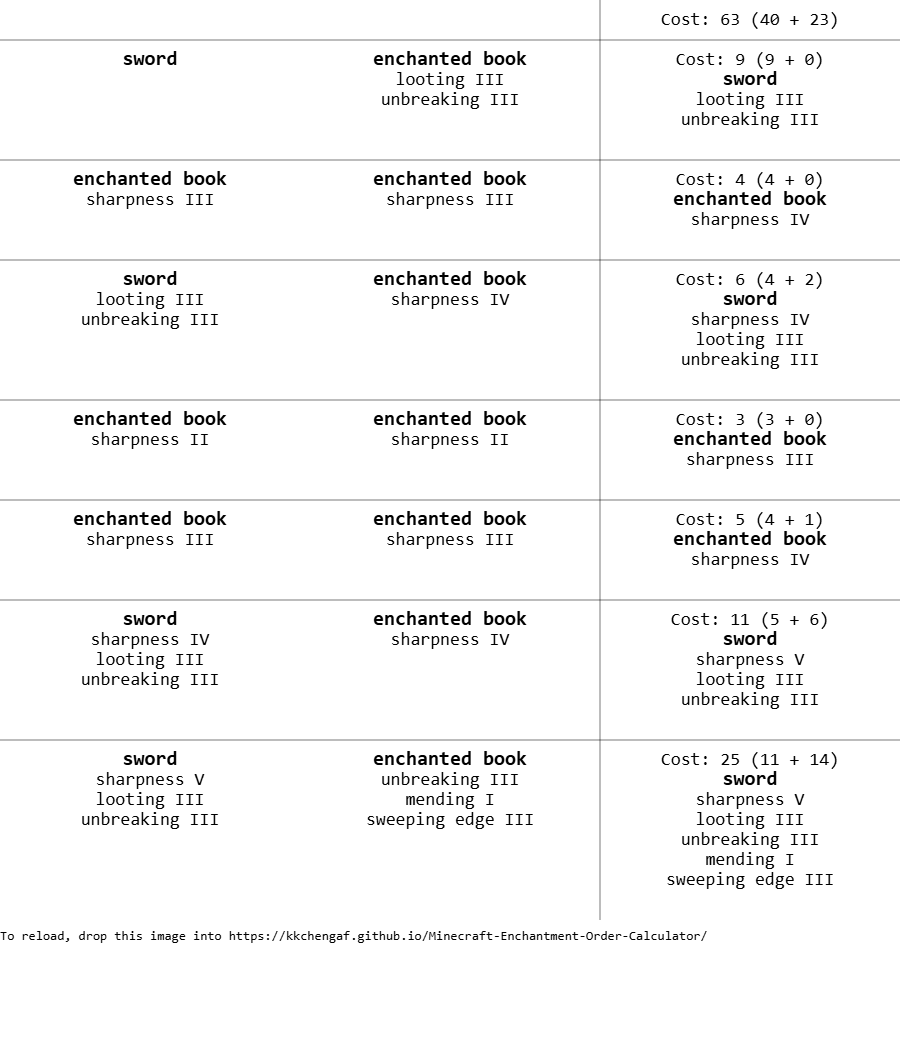 Cost: 63 (40 + 23)
sword
enchanted book
looting III
unbreaking III
Cost: 9 (9 + 0)
sword
looting III
unbreaking III
enchanted book
sharpness III
enchanted book
sharpness III
Cost: 4 (4 + 0)
enchanted book
sharpness IV
sword
looting III
unbreaking III
enchanted book
sharpness IV
Cost: 6 (4 + 2)
sword
sharpness IV
looting III
unbreaking III
enchanted book
sharpness II
enchanted book
sharpness II
Cost: 3 (3 + 0)
enchanted book
sharpness III
enchanted book
sharpness III
enchanted book
sharpness III
Cost: 5 (4 + 1)
enchanted book
sharpness IV
sword
sharpness IV
looting III
unbreaking III
enchanted book
sharpness IV
Cost: 11 (5 + 6)
sword
sharpness V
looting III
unbreaking III
sword
sharpness V
looting III
unbreaking III
enchanted book
unbreaking III
mending I
sweeping edge III
Cost: 25 (11 + 14)
sword
sharpness V
looting III
unbreaking III
mending I
sweeping edge III
To reload, drop this image into https://kkchengaf.github.io/Minecraft-Enchantment-Order-Calculator/